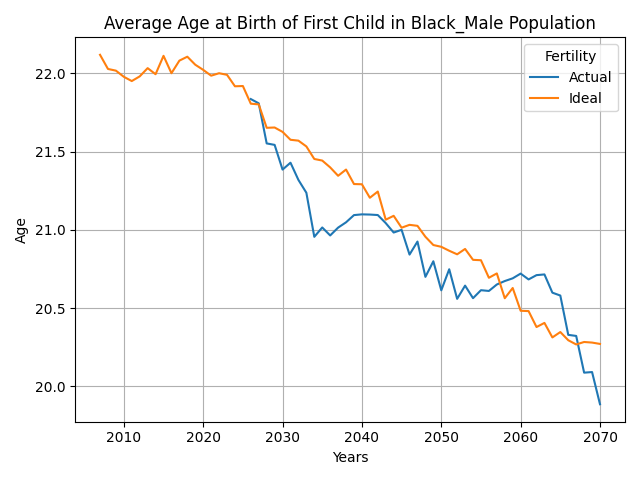 Average Age at Birth of First Child in Black_Male Population
Fertility
Actual
Ideal
Age
22.0
21.5
21.0
20.5
20.0
2010 2020 2030 2040 2050 2060 2070
Years